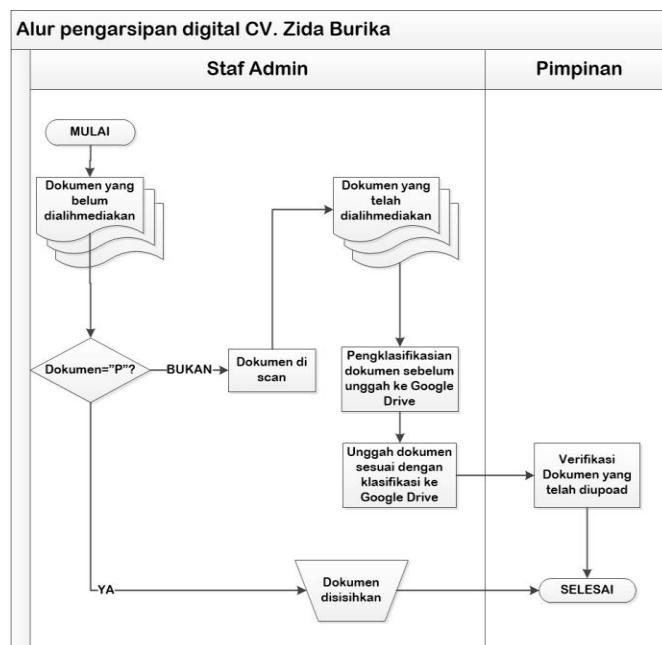 Alur pengarsipan digital CV. Zida Burika
Staf Admin
Pimpinan
MULAI
Dokumen yang
belum
dialihmediakan
Dokumen yang
telah
dialihmediakan
Dokumen="P"?
BUKAN
Dokumen di
scan
Pengklasifikasian
dokumen sebelum
unggah ke Google
Drive
Unggah dokumen
sesuai dengan
klasifikasi ke
Google Drive
Verifikasi
Dokumen yang
telah diupoad
YA
Dokumen
disisihkan
SELESAI